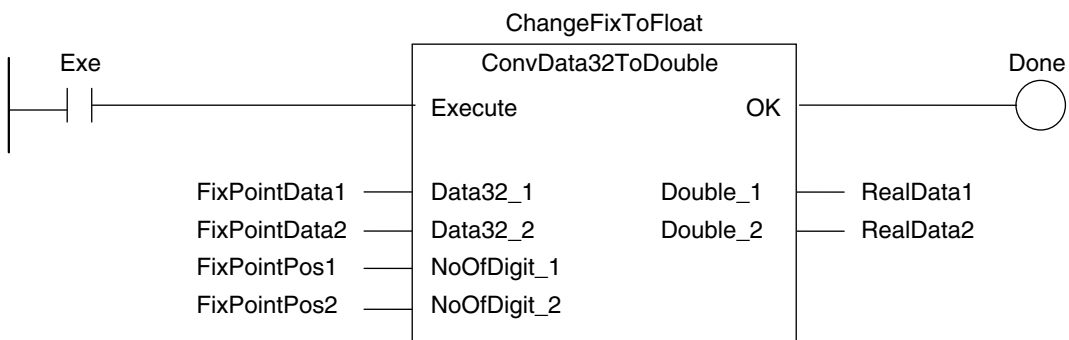 ChangeFixToFloat
Exe
ConvData32ToDouble
Done
Execute OK
FixPointData1 Data32_1 Double_1 RealData1
FixPointData2 Data32_2 Double_2 RealData2
FixPointPos1 NoOfDigit_1
FixPointPos2 NoOfDigit_2